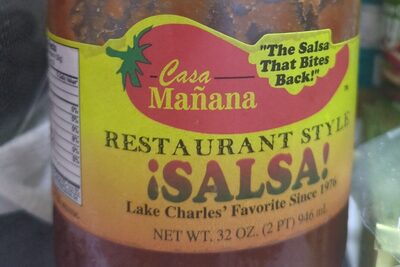 "The Salsa
That Bites
Back!"
Casa
Mañana
TM
RESTAURANT STYLE
¡SALSA!
Lake Charles' Favorite Since 1976
NET WT. 32 OZ. (2 PT) 946 mL